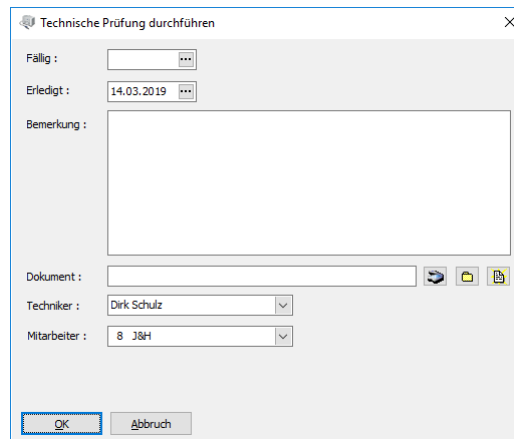 Technische Prüfung durchführen
Fällig :
Erledigt : 14.03.2019
Bemerkung :
Dokument :
Techniker : Dirk Schulz
Mitarbeiter : 8 J&H
OK Abbruch